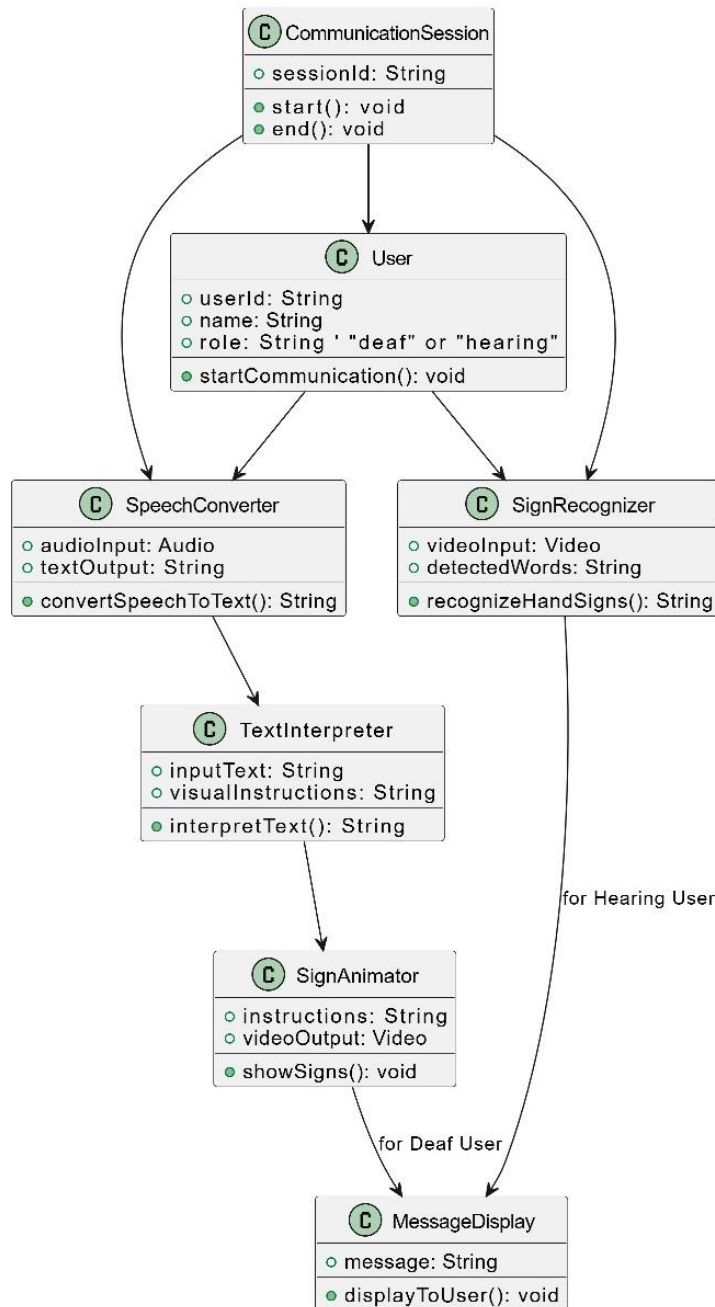 C CommunicationSession
sessionId: String
start(): void
end(): void
C User
userId: String
name: String
role: String ' "deaf" or "hearing"
startCommunication(): void
C SpeechConverter
audioInput: Audio
textOutput: String
convertSpeechToText(): String
C SignRecognizer
videoInput: Video
detectedWords: String
recognizeHandSigns(): String
C TextInterpreter
inputText: String
visualInstructions: String
interpretText(): String
for Hearing User
C SignAnimator
instructions: String
videoOutput: Video
showSigns(): void
for Deaf User
C MessageDisplay
message: String
displayToUser(): void